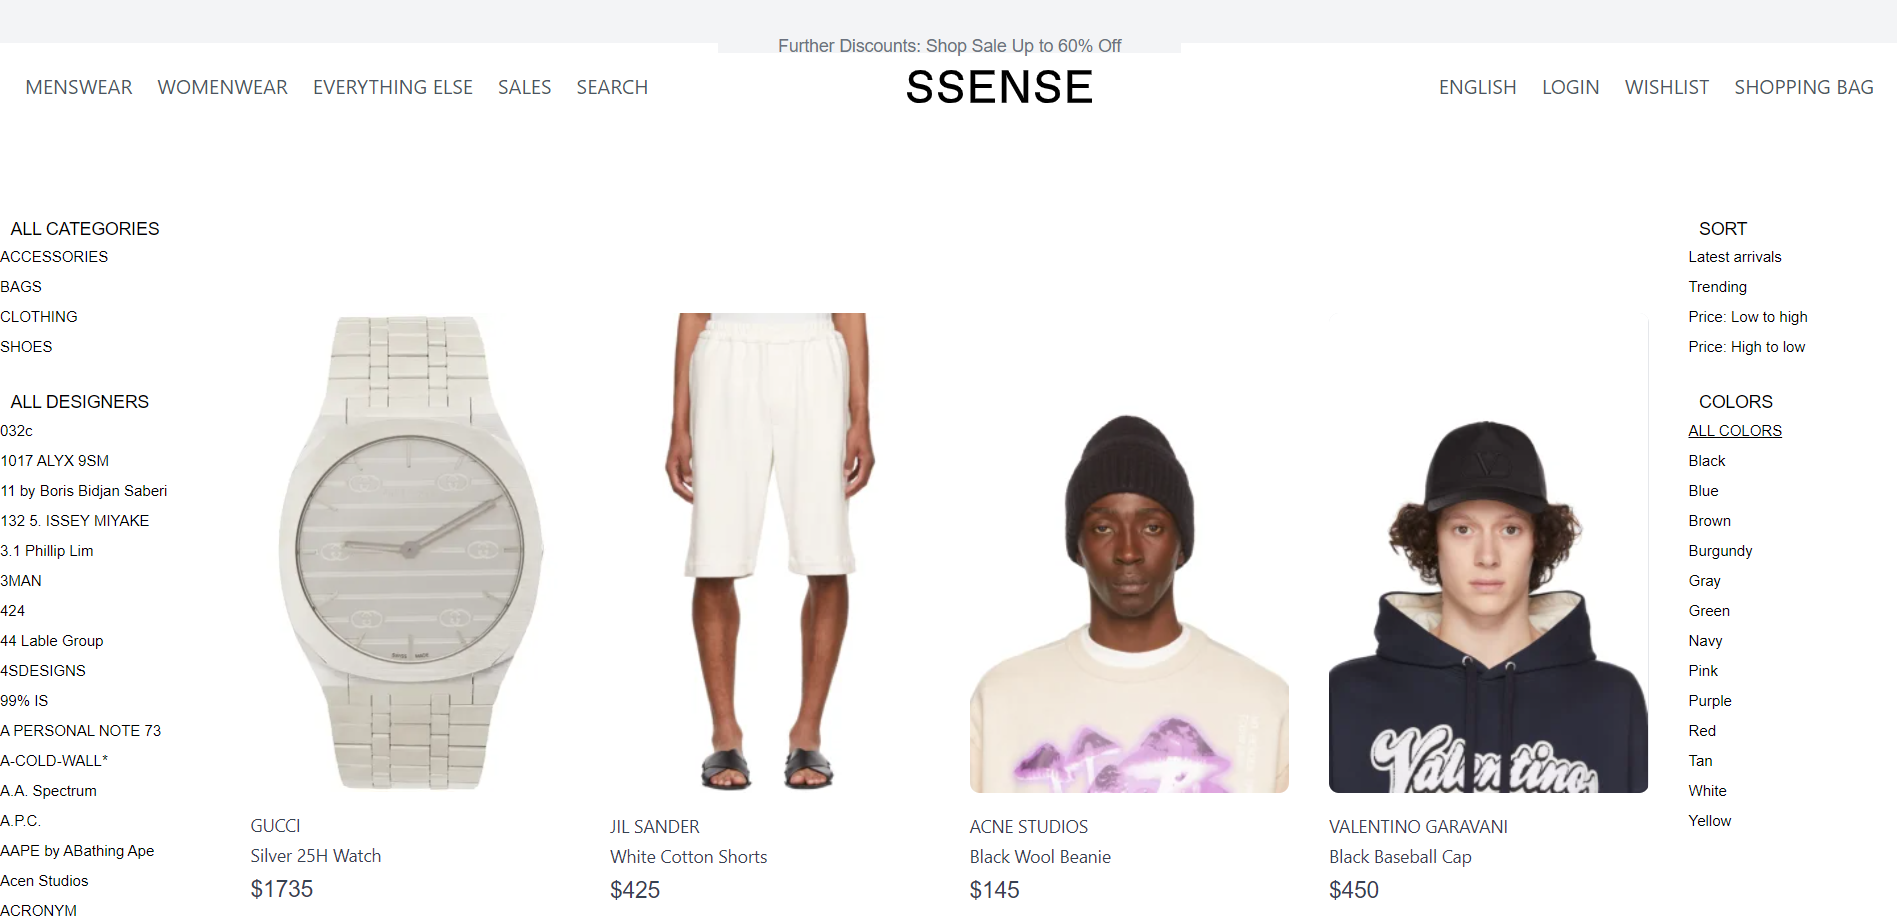 Further Discounts: Shop Sale Up to 60% Off
MENSWEAR WOMENWEAR EVERYTHING ELSE SALES SEARCH
SSENSE
ENGLISH LOGIN WISHLIST SHOPPING BAG
ALL CATEGORIES
ACCESSORIES
BAGS
CLOTHING
SHOES
ALL DESIGNERS
032c
1017 ALYX 9SM
11 by Boris Bidjan Saberi
132 5. ISSEY MIYAKE
3.1 Phillip Lim
3MAN
424
44 Lable Group
4SDESIGNS
99% IS
A PERSONAL NOTE 73
A-COLD-WALL*
A.A. Spectrum
A.P.C.
AAPE by ABathing Ape
Acen Studios
ACRONYM
SWISS MADE
GUCCI
Silver 25H Watch
$1735
JIL SANDER
White Cotton Shorts
$425
ACNE STUDIOS
Black Wool Beanie
$145
Valentino
VALENTINO GARAVANI
Black Baseball Cap
$450
SORT
Latest arrivals
Trending
Price: Low to high
Price: High to low
COLORS
ALL COLORS
Black
Blue
Brown
Burgundy
Gray
Green
Navy
Pink
Purple
Red
Tan
White
Yellow